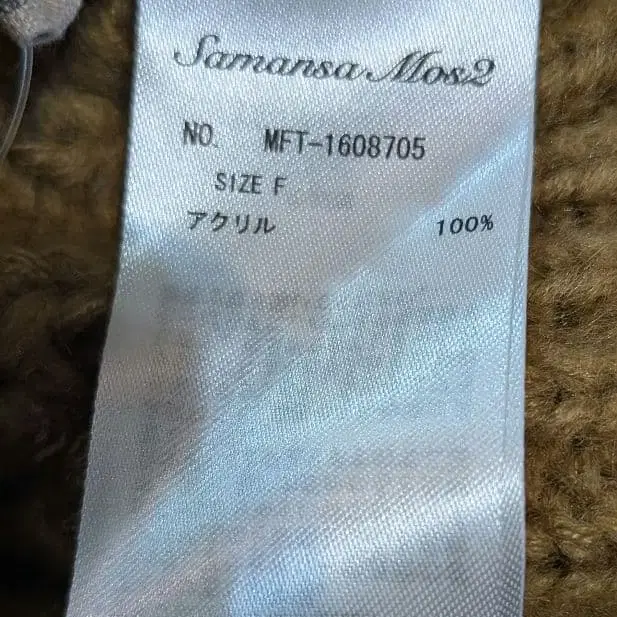 Samansa Mos2
NO. MFT-1608705
SIZE F
アクリル 100%